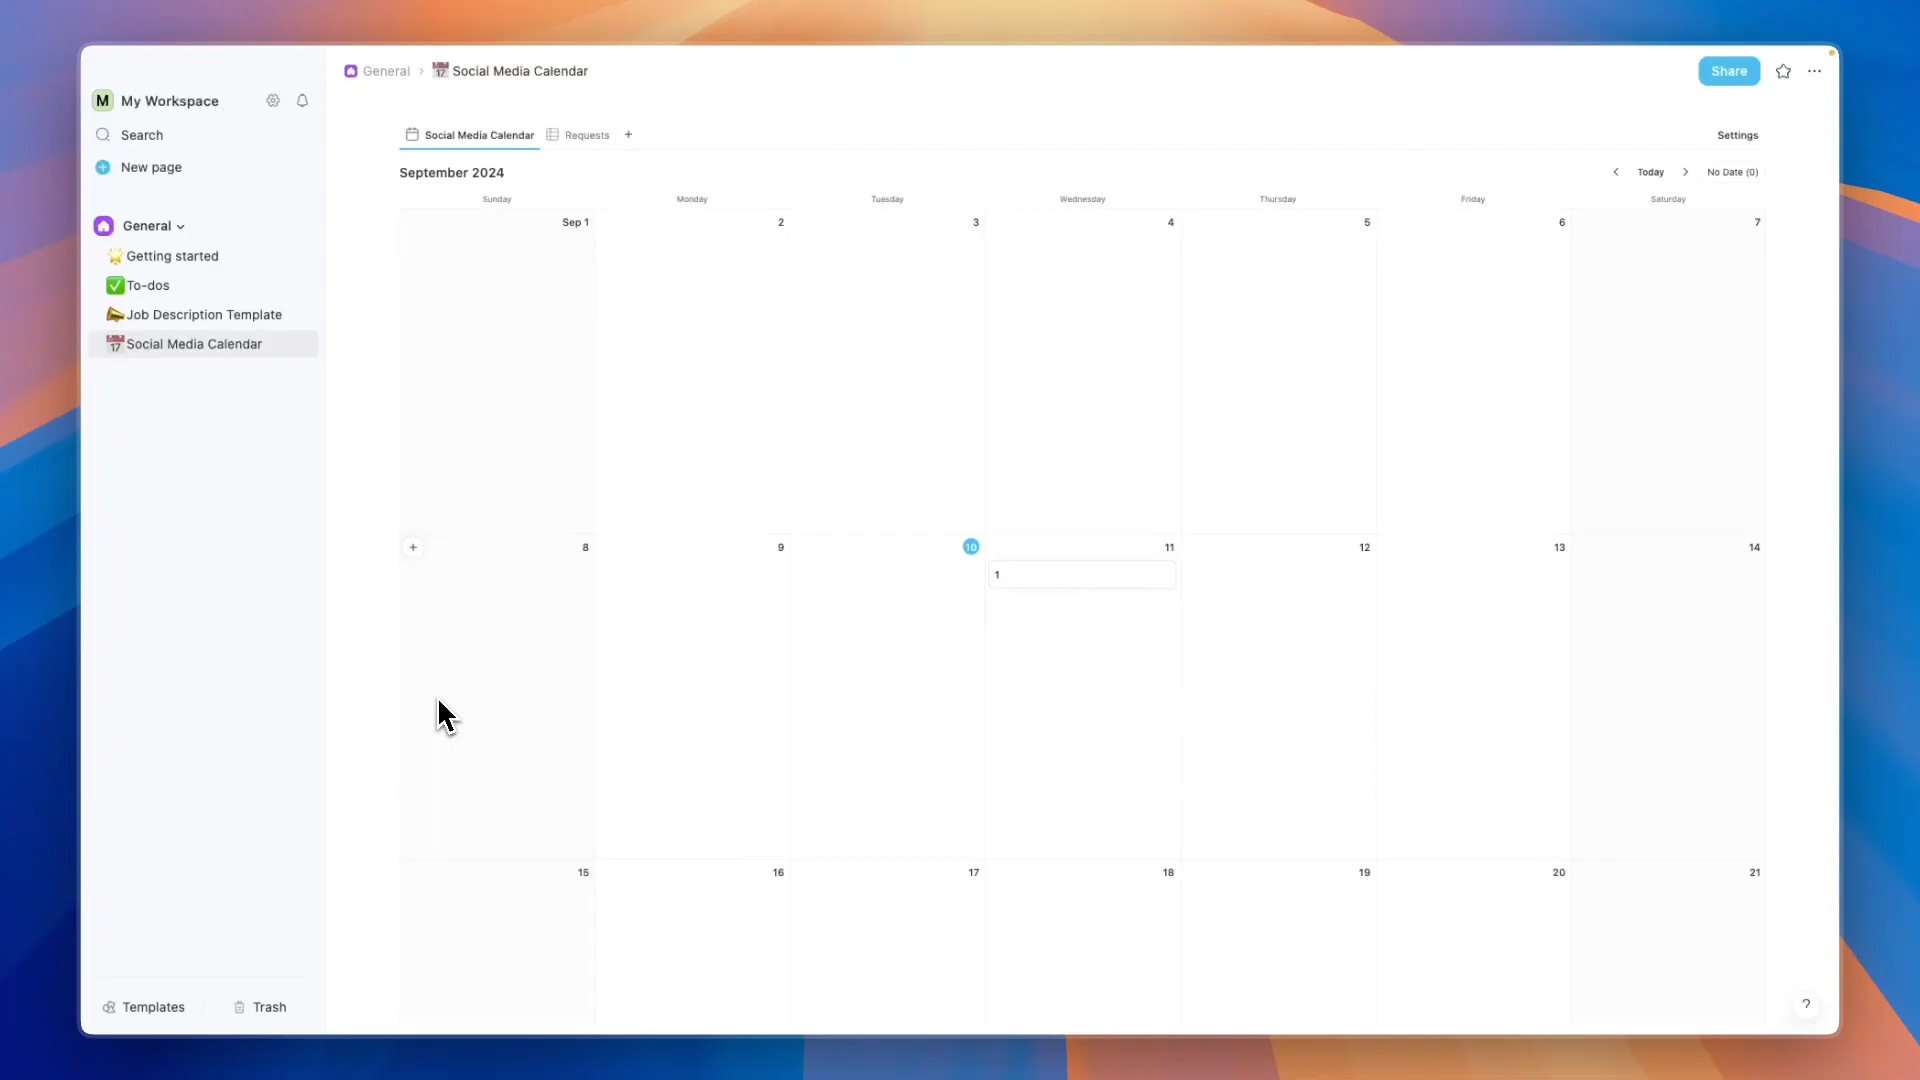 M My Workspace
Search
New page
General
Getting started
To-dos
Job Description Template
17 Social Media Calendar
Templates
Trash
General › 17 Social Media Calendar
Share
Social Media Calendar
Requests
+
Settings
September 2024
Today
No Date (0)
Sunday Monday Tuesday Wednesday Thursday Friday Saturday
Sep 1 2 3 4 5 6 7
+ 8 9 10 11 12 13 14
1
15 16 17 18 19 20 21
?